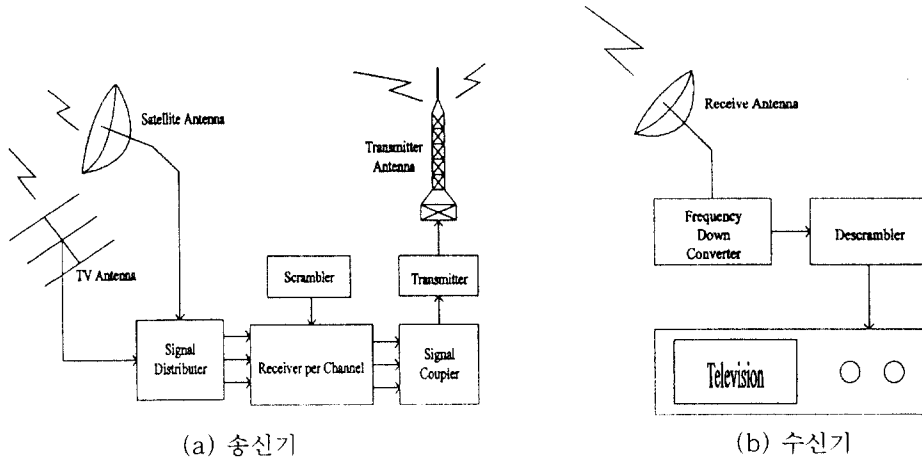 Satellite Antenna
TV Antenna
Transmitter
Antenna
Scrambler
Transmitter
Signal
Distributer
Receiver per Channel
Signal
Coupler
(a) 송신기
Receive Antenna
Frequency
Down
Converter
Descrambler
Television
(b) 수신기